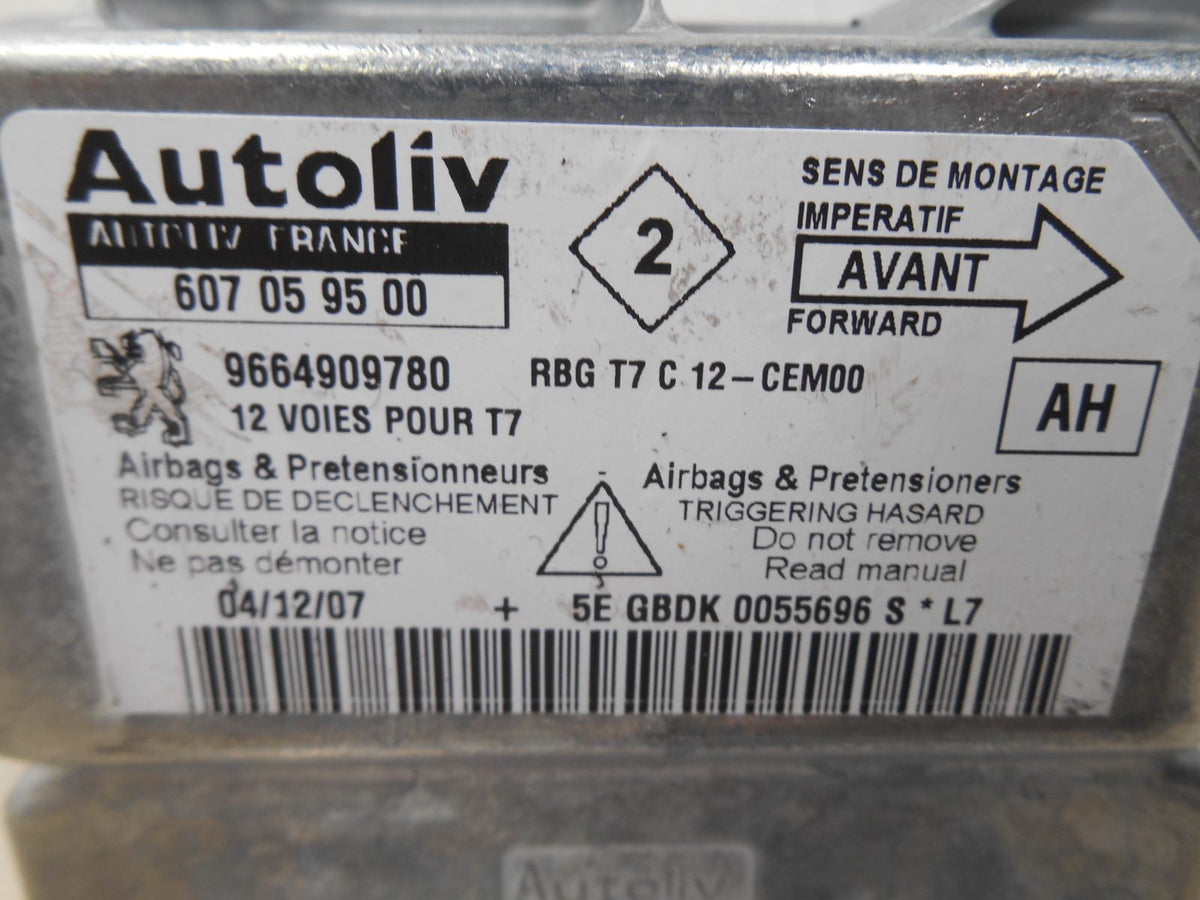 Autoliv
AUTOLIV FRANCE
607 05 95 00
2
SENS DE MONTAGE
IMPERATIF
AVANT
FORWARD
9664909780
RBG T7 C 12-CEM00
12 VOIES POUR T7
AH
Airbags & Pretensionneurs - Airbags & Pretensioners
RISQUE DE DECLENCHEMENT
TRIGGERING HASARD
Consulter la notice
Do not remove
Ne pas démonter
Read manual
!
04/12/07 + 5E GBDK 0055696 S * L7
Autoliv